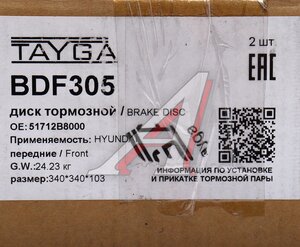 TAYGA
2 шт.
BDF305
EAC
диск тормозной / BRAKE DISC
OE: 51712B8000
Применяемость: HYUND
передние / Front
G.W.: 24.23 кг
размер: 340*340*103
ИНФОРМАЦИЯ ПО УСТАНОВКЕ
И ПРИКАТКЕ ТОРМОЗНОЙ ПАРЫ